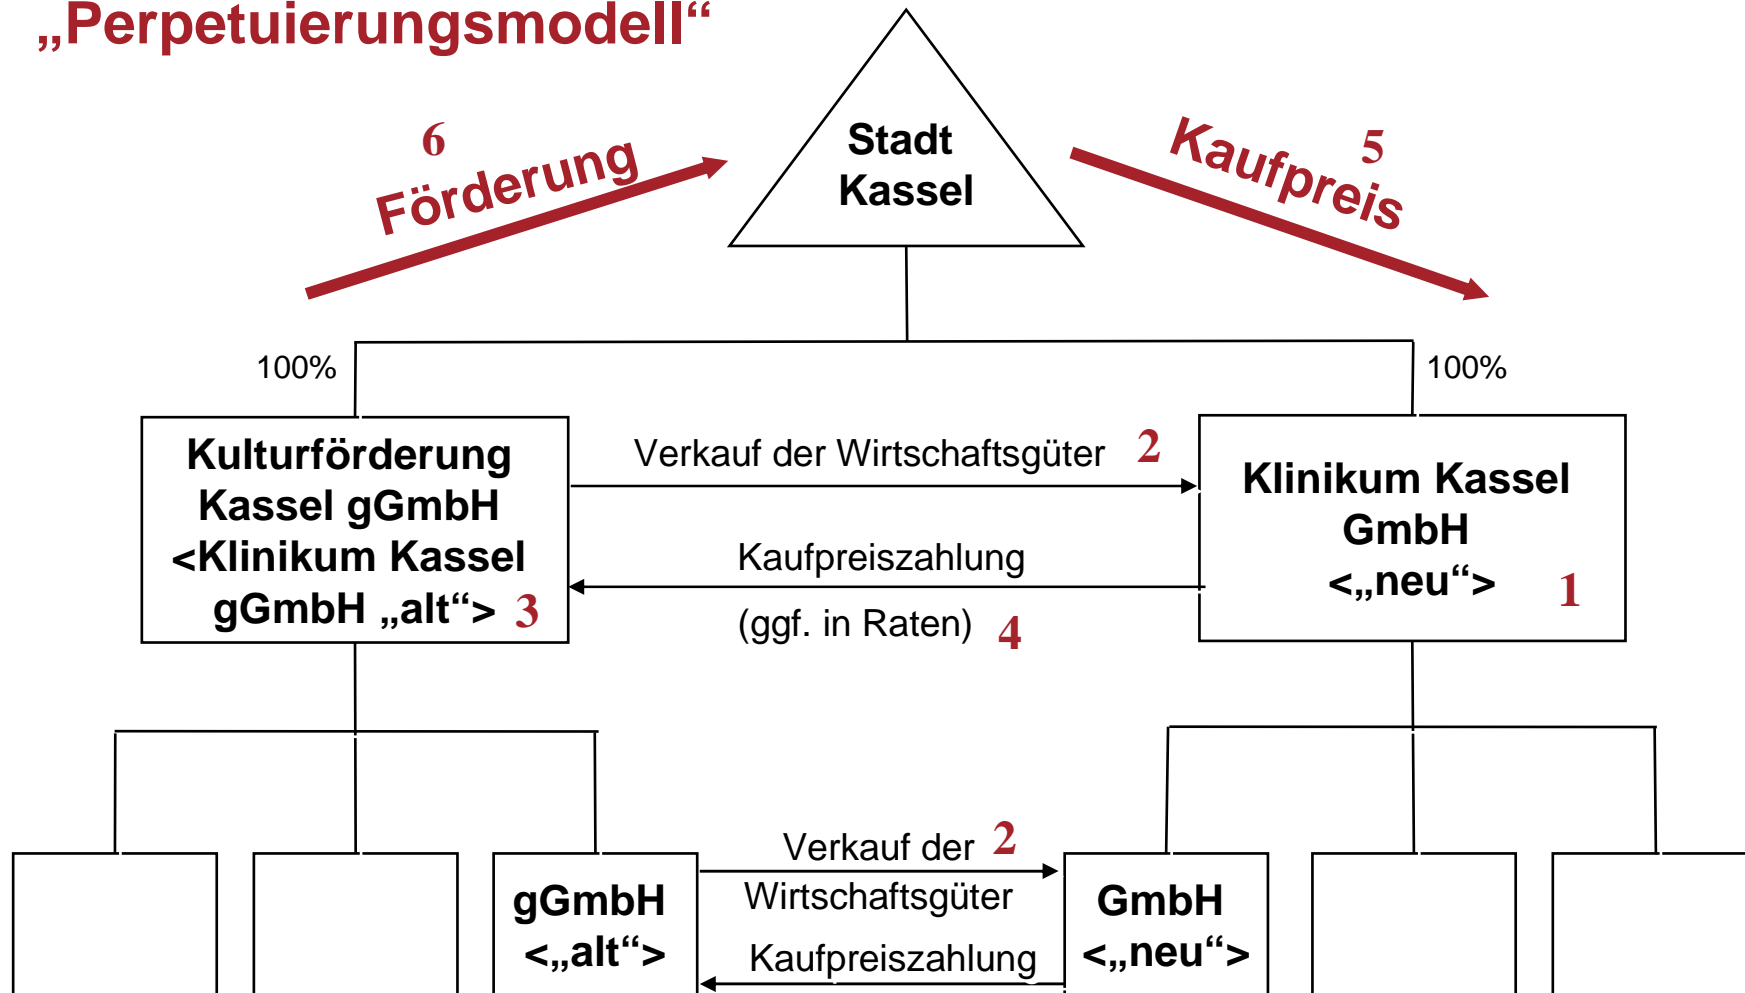 „Perpetuierungsmodell“
Stadt
Kassel
6
Förderung
5
Kaufpreis
100%
100%
Kulturförderung
Kassel gGmbH
<Klinikum Kassel
gGmbH „alt“> 3
Verkauf der Wirtschaftsgüter 2
Kaufpreiszahlung
(ggf. in Raten) 4
Klinikum Kassel
GmbH
<„neu“> 1
gGmbH
<„alt“>
Verkauf der 2
Wirtschaftsgüter
Kaufpreiszahlung
GmbH
<„neu“>